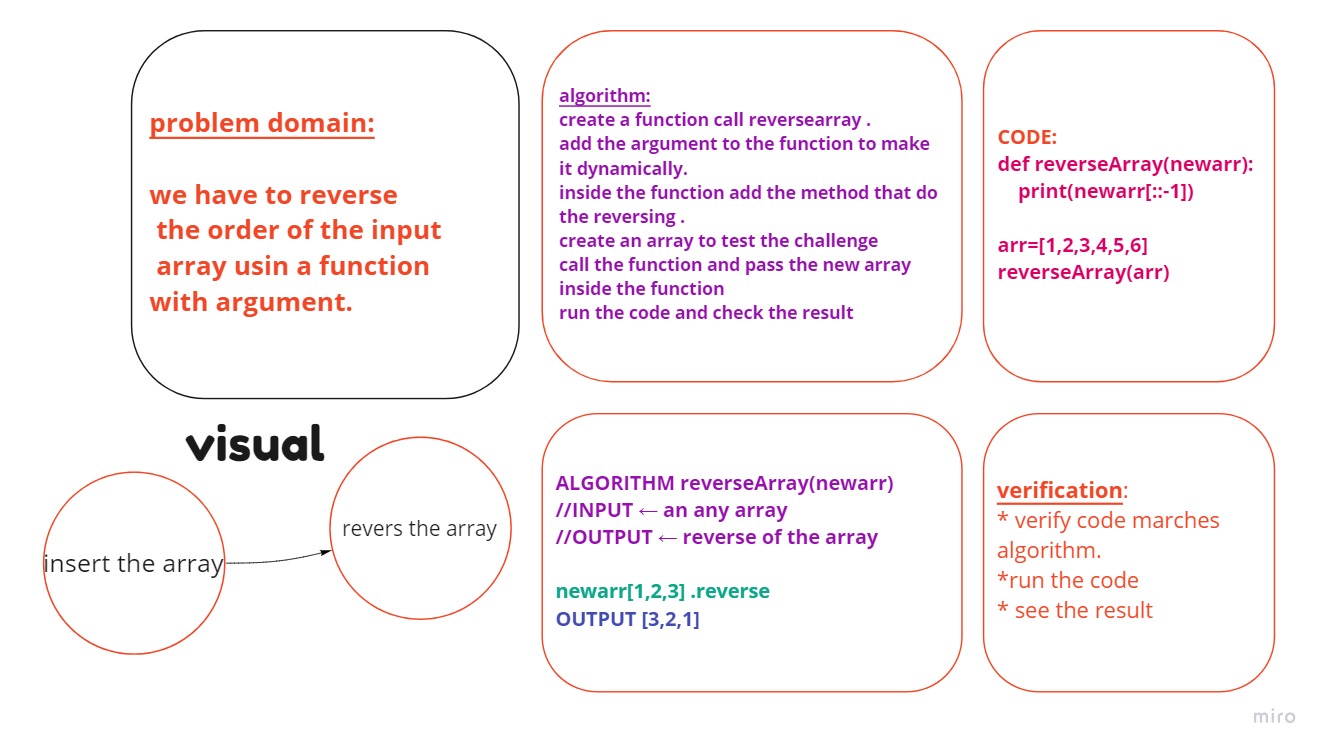 problem domain:
we have to reverse
the order of the input
array usin a function
with argument.
algorithm:
create a function call reversearray .
add the argument to the function to make
it dynamically.
inside the function add the method that do
the reversing .
create an array to test the challenge
call the function and pass the new array
inside the function
run the code and check the result
CODE:
def reverseArray(newarr):
print(newarr[::-1])
arr=[1,2,3,4,5,6]
reverseArray(arr)
visual
insert the array
revers the array
ALGORITHM reverseArray(newarr)
//INPUT ← an any array
//OUTPUT ← reverse of the array
newarr[1,2,3] .reverse
OUTPUT [3,2,1]
verification:
* verify code marches
algorithm.
*run the code
* see the result
miro